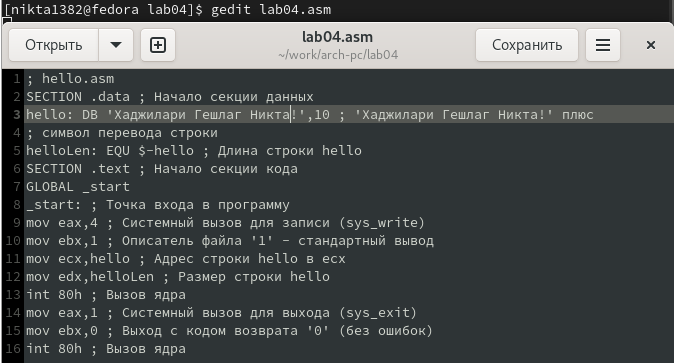 [nikta1382@fedora lab04]$ gedit lab04.asm
Открыть
lab04.asm
~/work/arch-pc/lab04
Сохранить
1 ; hello.asm
2 SECTION .data ; Начало секции данных
3 hello: DB 'Хаджилари Гешлаг Никта!',10 ; 'Хаджилари Гешлаг Никта!' плюс
4 ; символ перевода строки
5 helloLen: EQU $-hello ; Длина строки hello
6 SECTION .text ; Начало секции кода
7 GLOBAL _start
8 _start: ; Точка входа в программу
9 mov eax,4 ; Системный вызов для записи (sys_write)
10 mov ebx,1 ; Описатель файла '1' - стандартный вывод
11 mov ecx,hello ; Адрес строки hello в ecx
12 mov edx,helloLen ; Размер строки hello
13 int 80h ; Вызов ядра
14 mov eax,1 ; Системный вызов для выхода (sys_exit)
15 mov ebx,0 ; Выход с кодом возврата '0' (без ошибок)
16 int 80h ; Вызов ядра